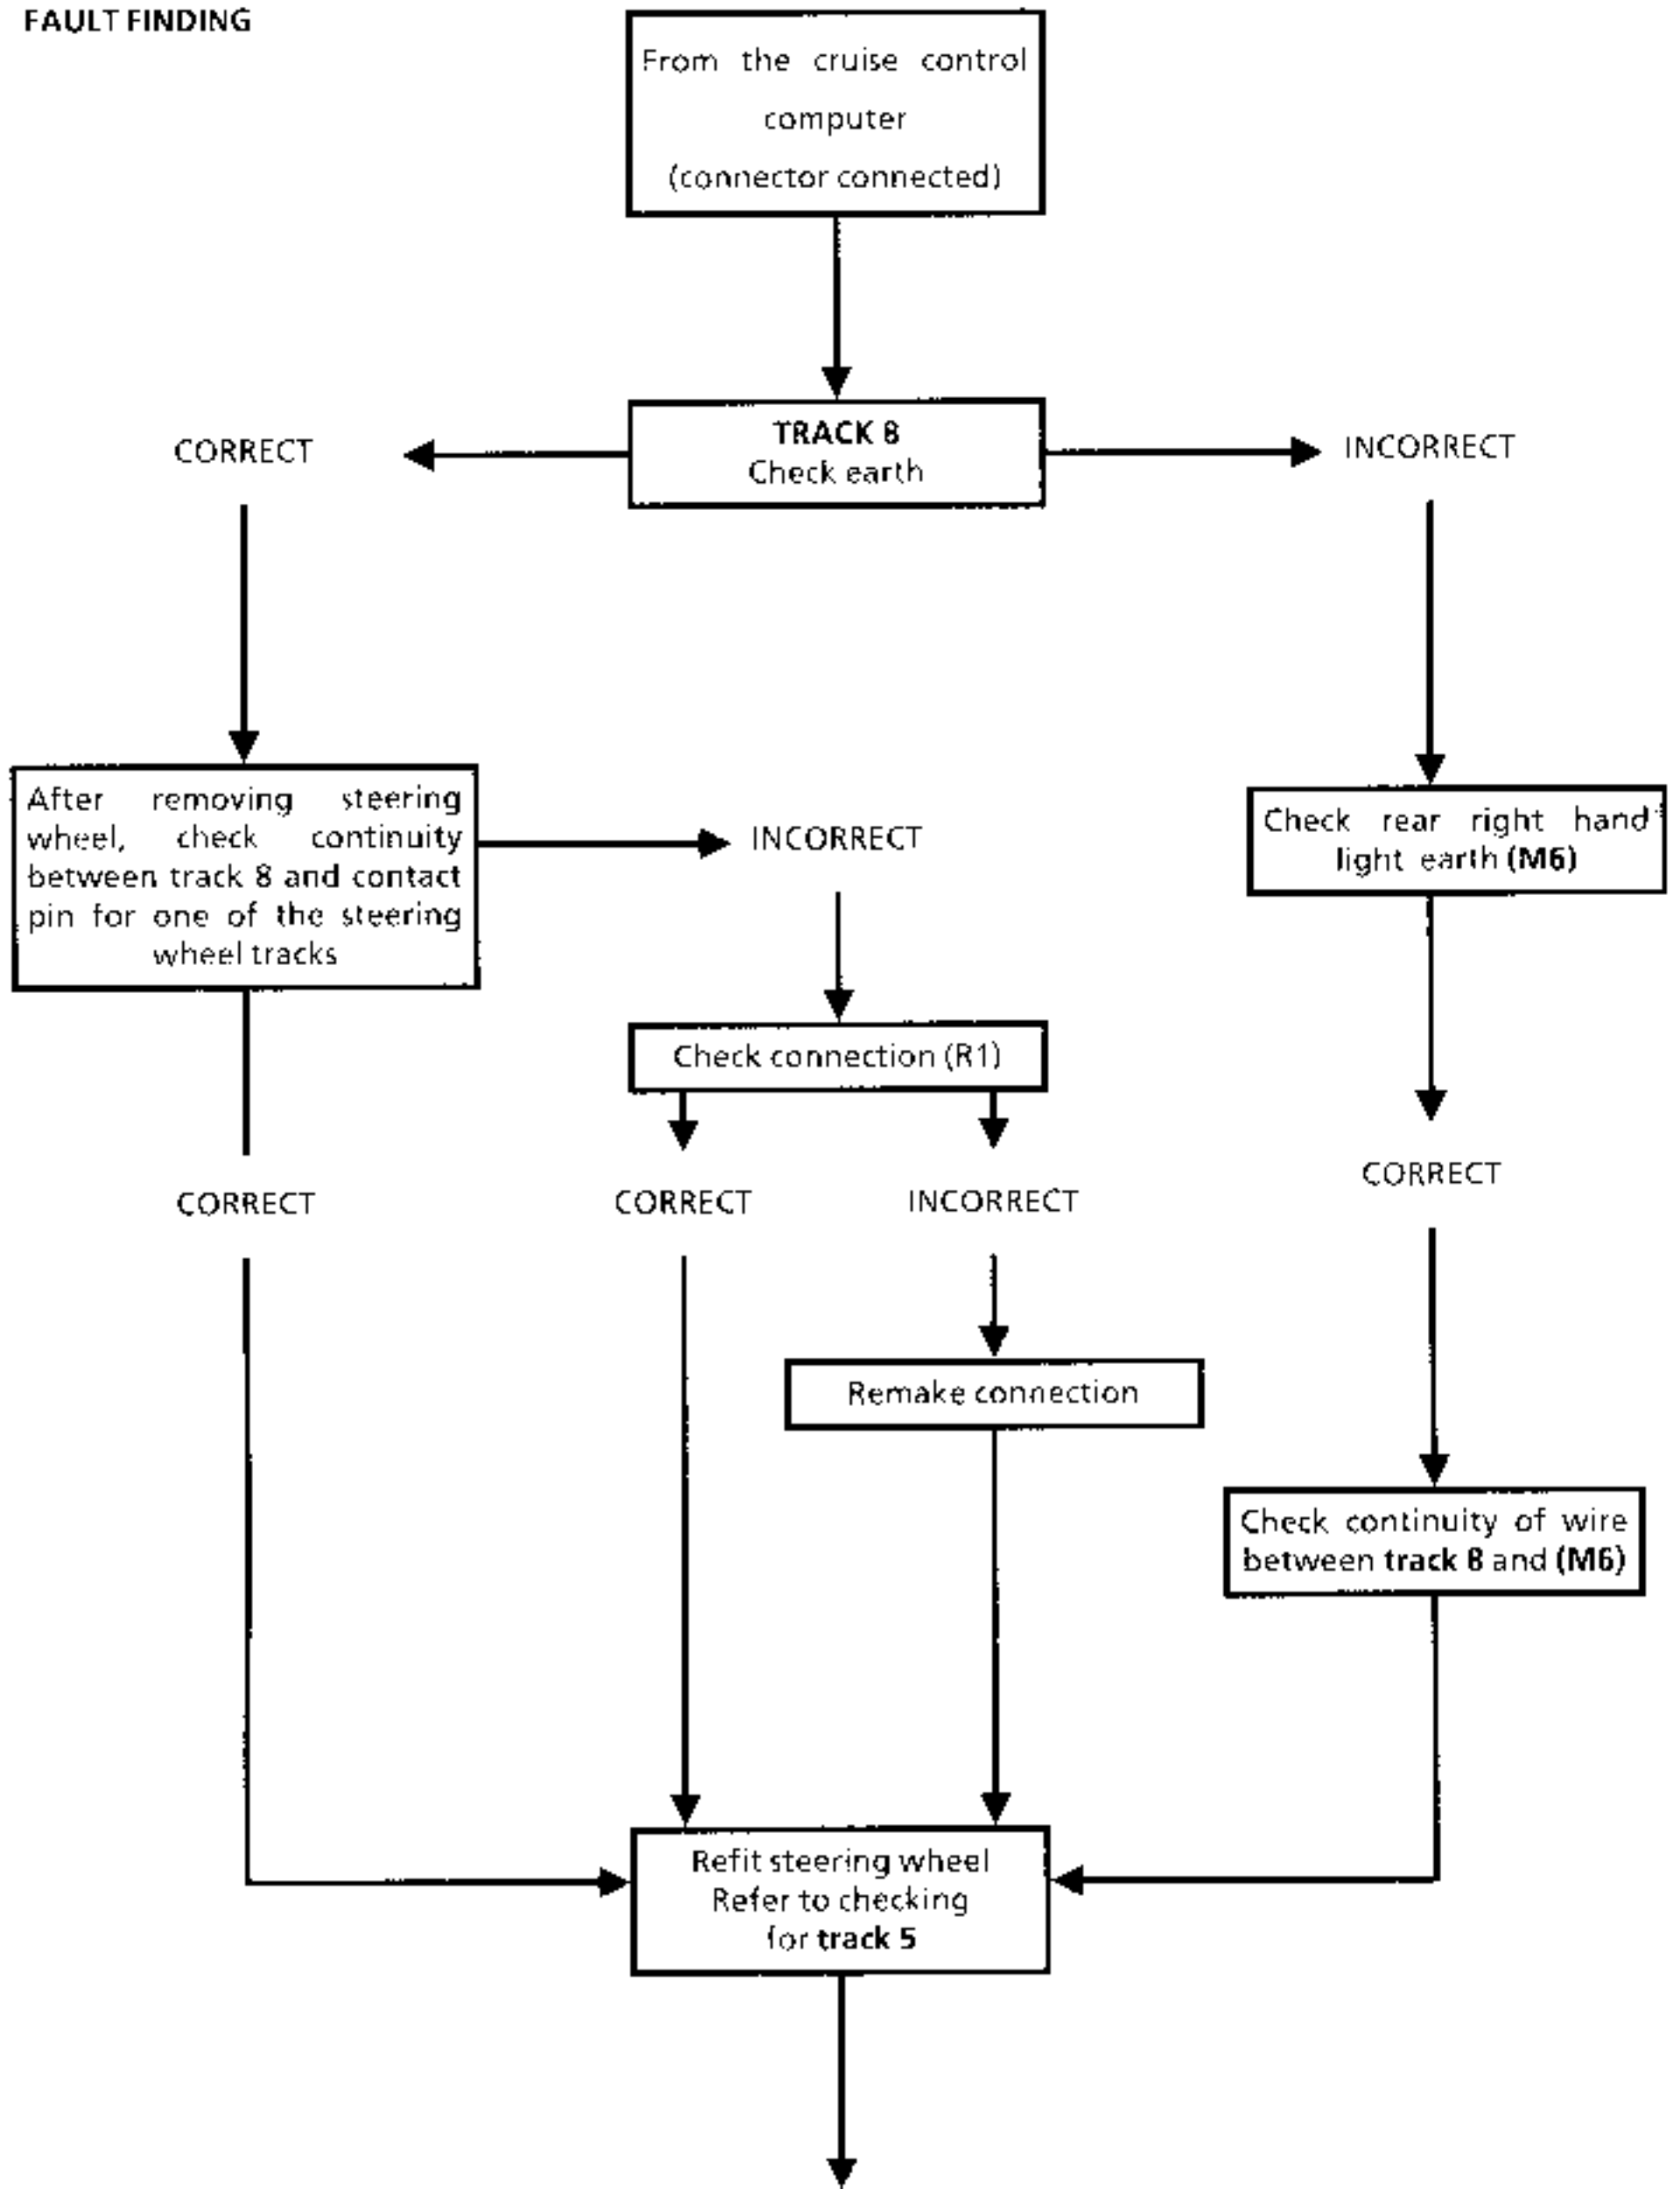 FAULT FINDING
From the cruise control
computer
(connector connected)
TRACK 8
Check earth
CORRECT
INCORRECT
After removing steering
wheel, check continuity
between track 8 and contact
pin for one of the steering
wheel tracks
INCORRECT
Check rear right hand
light earth (M6)
Check connection (R1)
CORRECT
CORRECT
INCORRECT
CORRECT
Remake connection
Check continuity of wire
between track 8 and (M6)
Refit steering wheel
Refer to checking
for track 5